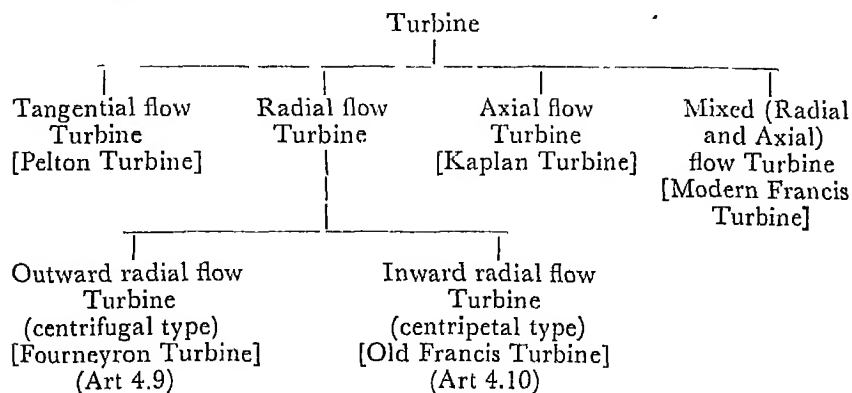 Turbine
Tangential flow
Turbine
[Pelton Turbine]
Radial flow
Turbine
Axial flow
Turbine
[Kaplan Turbine]
Mixed (Radial
and Axial)
flow Turbine
[Modern Francis
Turbine]
Outward radial flow
Turbine
(centrifugal type)
[Fourneyron Turbine]
(Art 4.9)
Inward radial flow
Turbine
(centripetal type)
[Old Francis Turbine]
(Art 4.10)